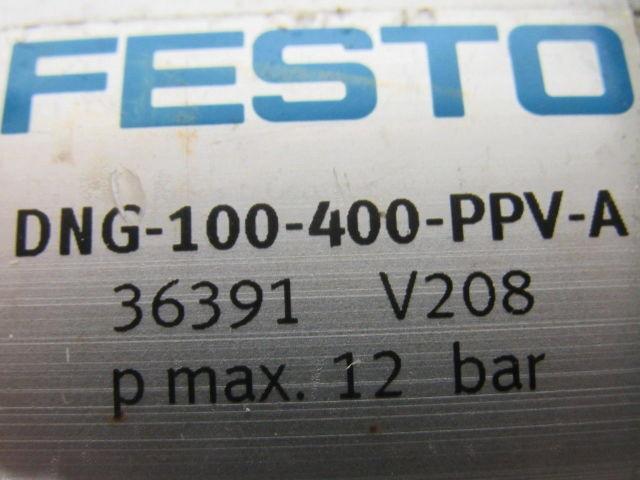 FESTO
DNG-100-400-PPV-A
36391 V208
p max. 12 bar